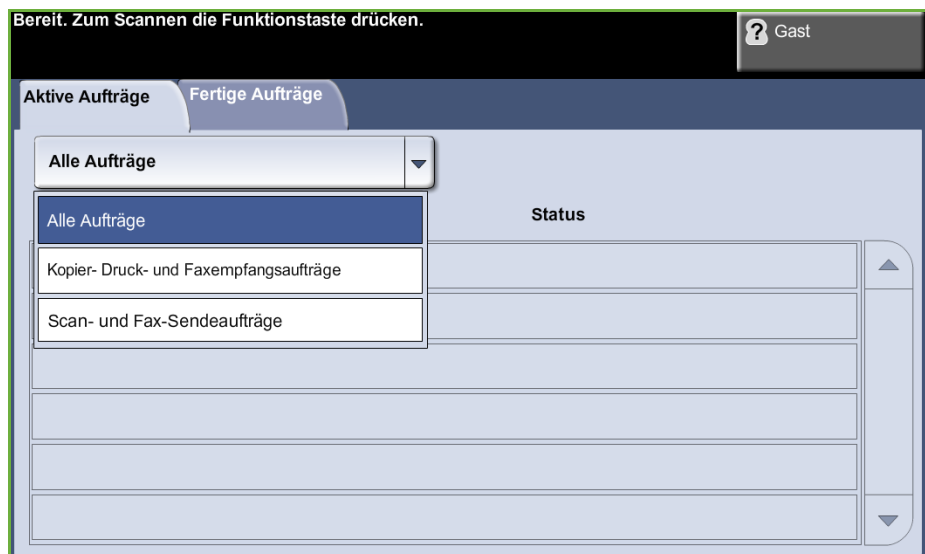 Bereit. Zum Scannen die Funktionstaste drücken.
? Gast
Aktive Aufträge
Fertige Aufträge
Alle Aufträge
Status
Alle Aufträge
Kopier- Druck- und Faxempfangsaufträge
Scan- und Fax-Sendeaufträge